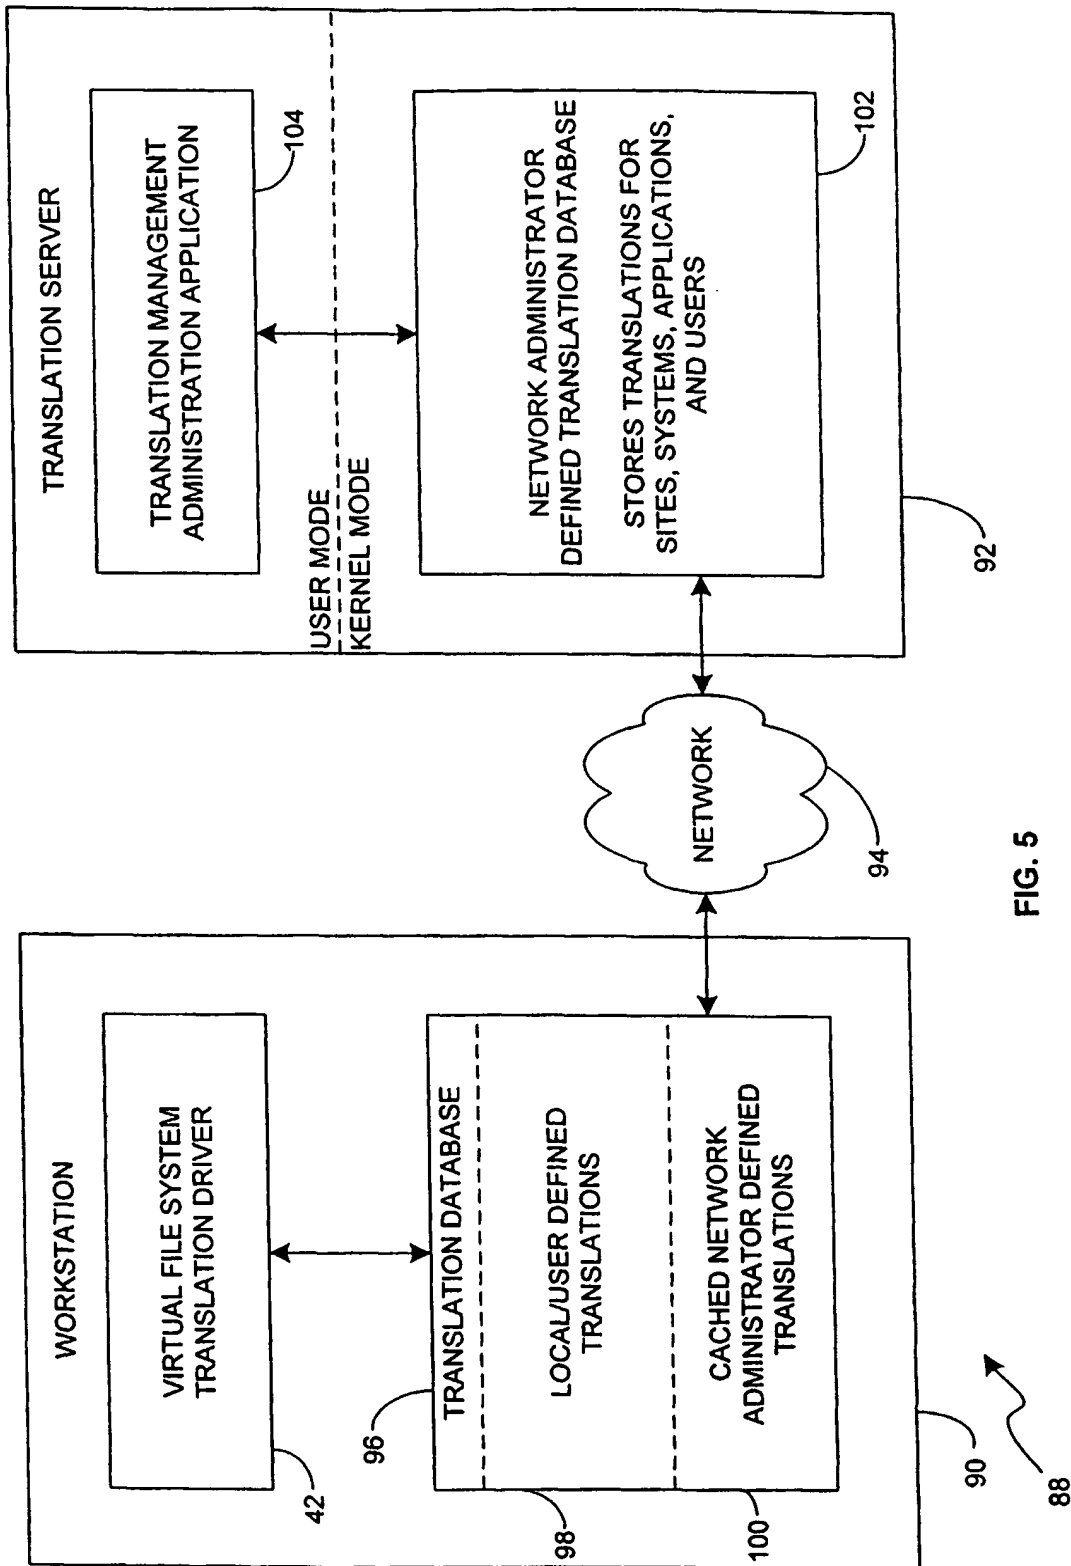 WORKSTATION
VIRTUAL FILE SYSTEM
TRANSLATION DRIVER
42
96
TRANSLATION DATABASE
LOCAL/USER DEFINED
TRANSLATIONS
98
CACHED NETWORK
ADMINISTRATOR DEFINED
TRANSLATIONS
100
90
88
NETWORK
94
TRANSLATION SERVER
TRANSLATION MANAGEMENT
ADMINISTRATION APPLICATION
104
USER MODE
KERNEL MODE
NETWORK ADMINISTRATOR
DEFINED TRANSLATION DATABASE
STORES TRANSLATIONS FOR
SITES, SYSTEMS, APPLICATIONS,
AND USERS
102
92
FIG. 5